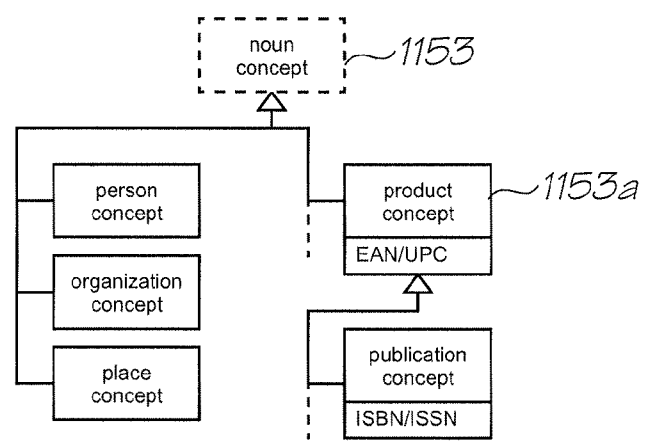 noun
concept
1153
person
concept
product
concept
1153a
EAN/UPC
organization
concept
place
concept
publication
concept
ISBN/ISSN